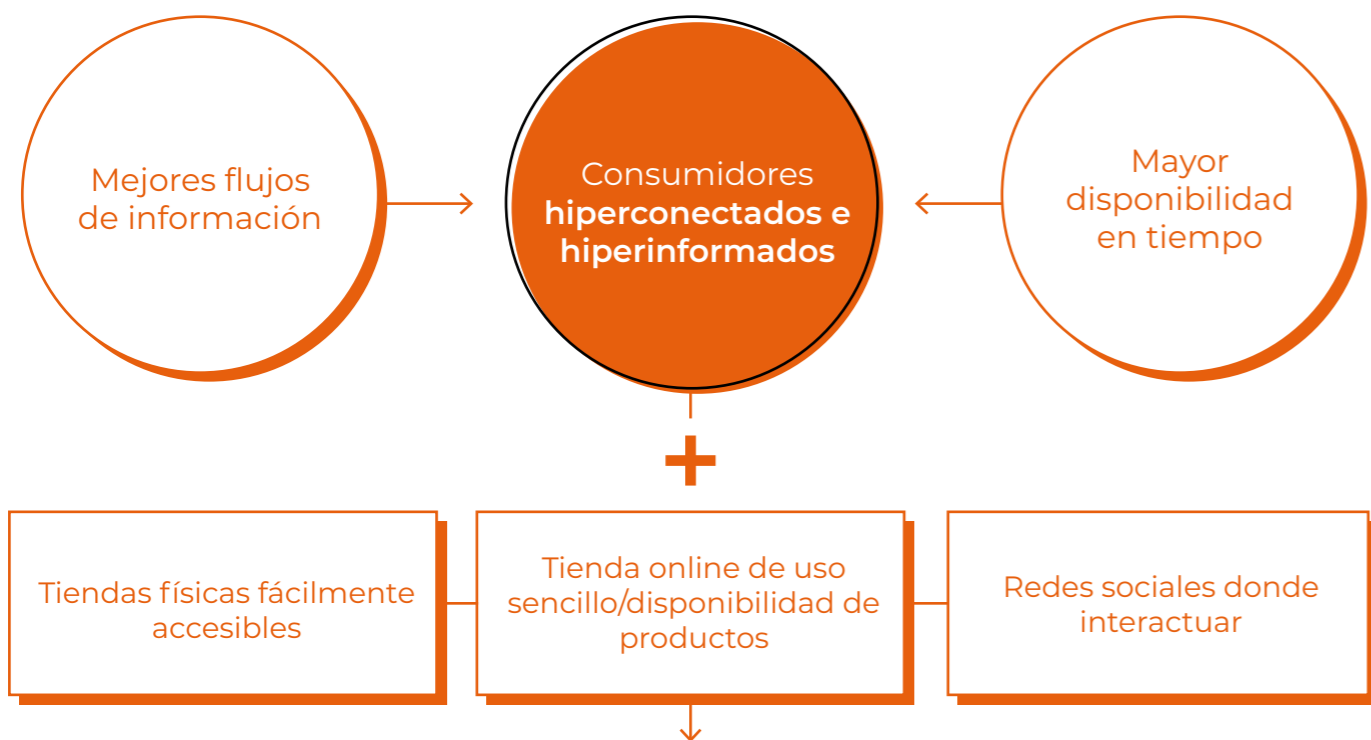 Mejores flujos
de información
Consumidores
hiperconectados e
hiperinformados
Mayor
disponibilidad
en tiempo
+
Tiendas físicas fácilmente
accesibles
Tienda online de uso
sencillo/disponibilidad de
productos
Redes sociales donde
interactuar